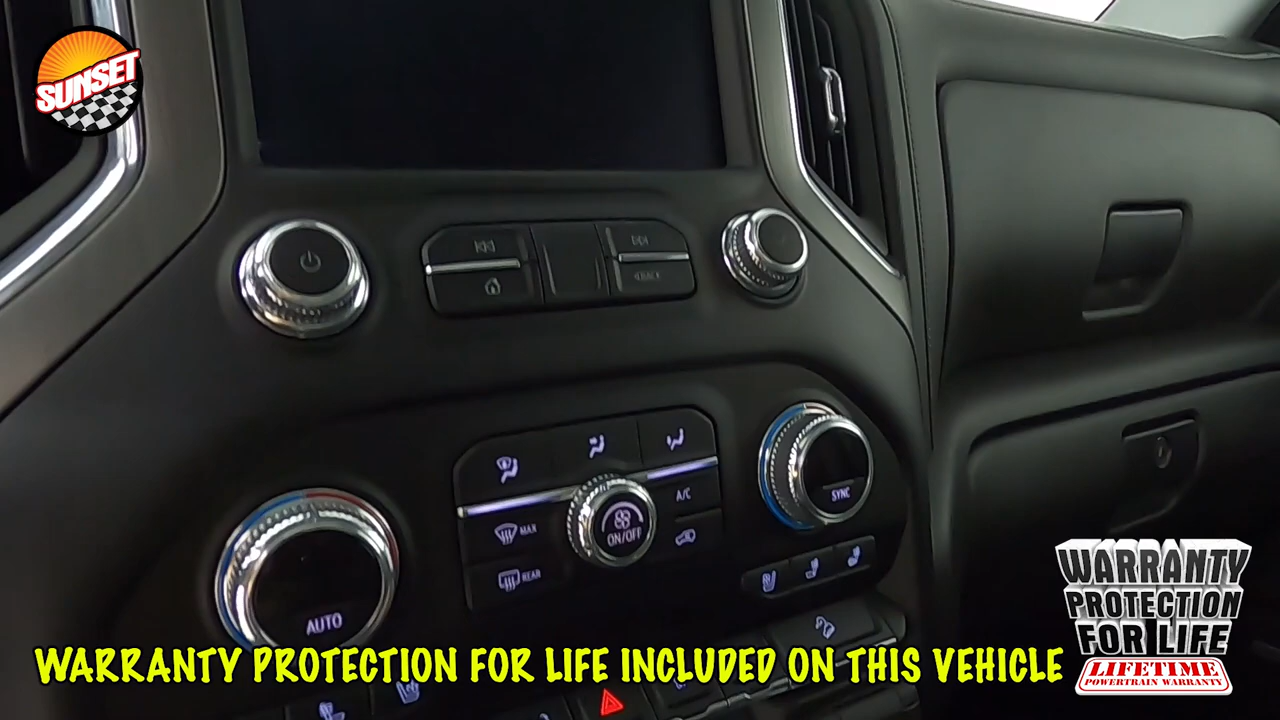 SUNSET
BACK
A/C
SYNC
MAX
ON/OFF
REAR
AUTO
WARRANTY
PROTECTION
FOR LIFE
LIFETIME
POWERTRAIN WARRANTY
WARRANTY PROTECTION FOR LIFE INCLUDED ON THIS VEHICLE